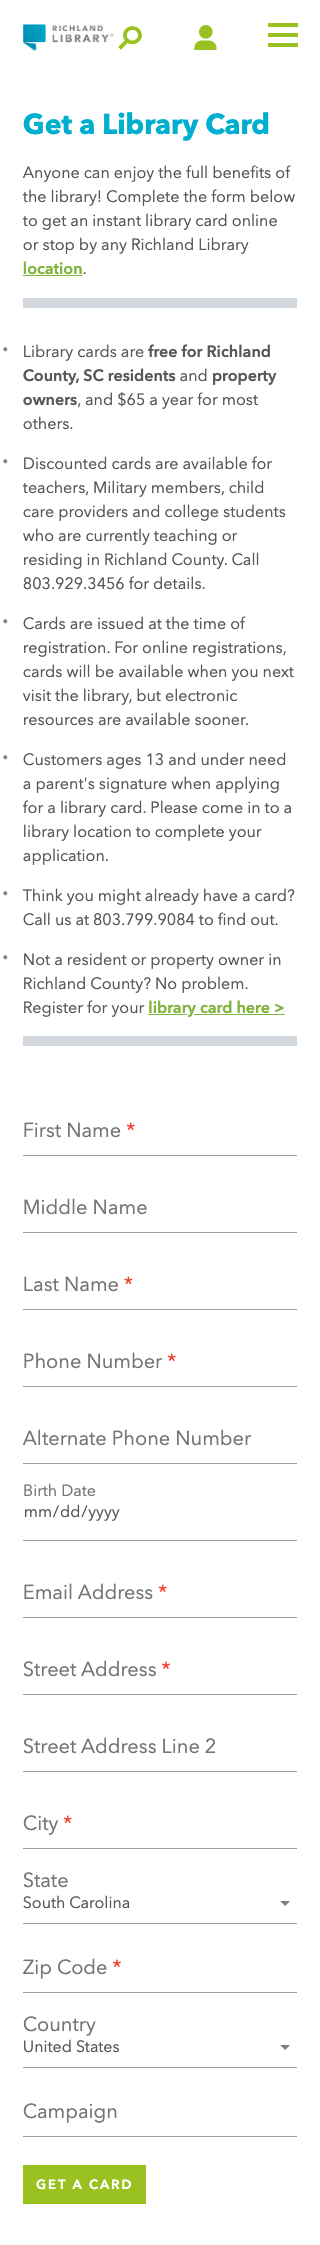 RICHLAND
LIBRARY
Get a Library Card
Anyone can enjoy the full benefits of
the library! Complete the form below
to get an instant library card online
or stop by any Richland Library
location.
• Library cards are free for Richland
County, SC residents and property
owners, and $65 a year for most
others.
• Discounted cards are available for
teachers, Military members, child
care providers and college students
who are currently teaching or
residing in Richland County. Call
803.929.3456 for details.
• Cards are issued at the time of
registration. For online registrations,
cards will be available when you next
visit the library, but electronic
resources are available sooner.
• Customers ages 13 and under need
a parent's signature when applying
for a library card. Please come in to a
library location to complete your
application.
• Think you might already have a card?
Call us at 803.799.9084 to find out.
• Not a resident or property owner in
Richland County? No problem.
Register for your library card here >
First Name *
Middle Name
Last Name *
Phone Number *
Alternate Phone Number
Birth Date
mm/dd/yyyy
Email Address *
Street Address *
Street Address Line 2
City *
State
South Carolina
Zip Code *
Country
United States
Campaign
GET A CARD